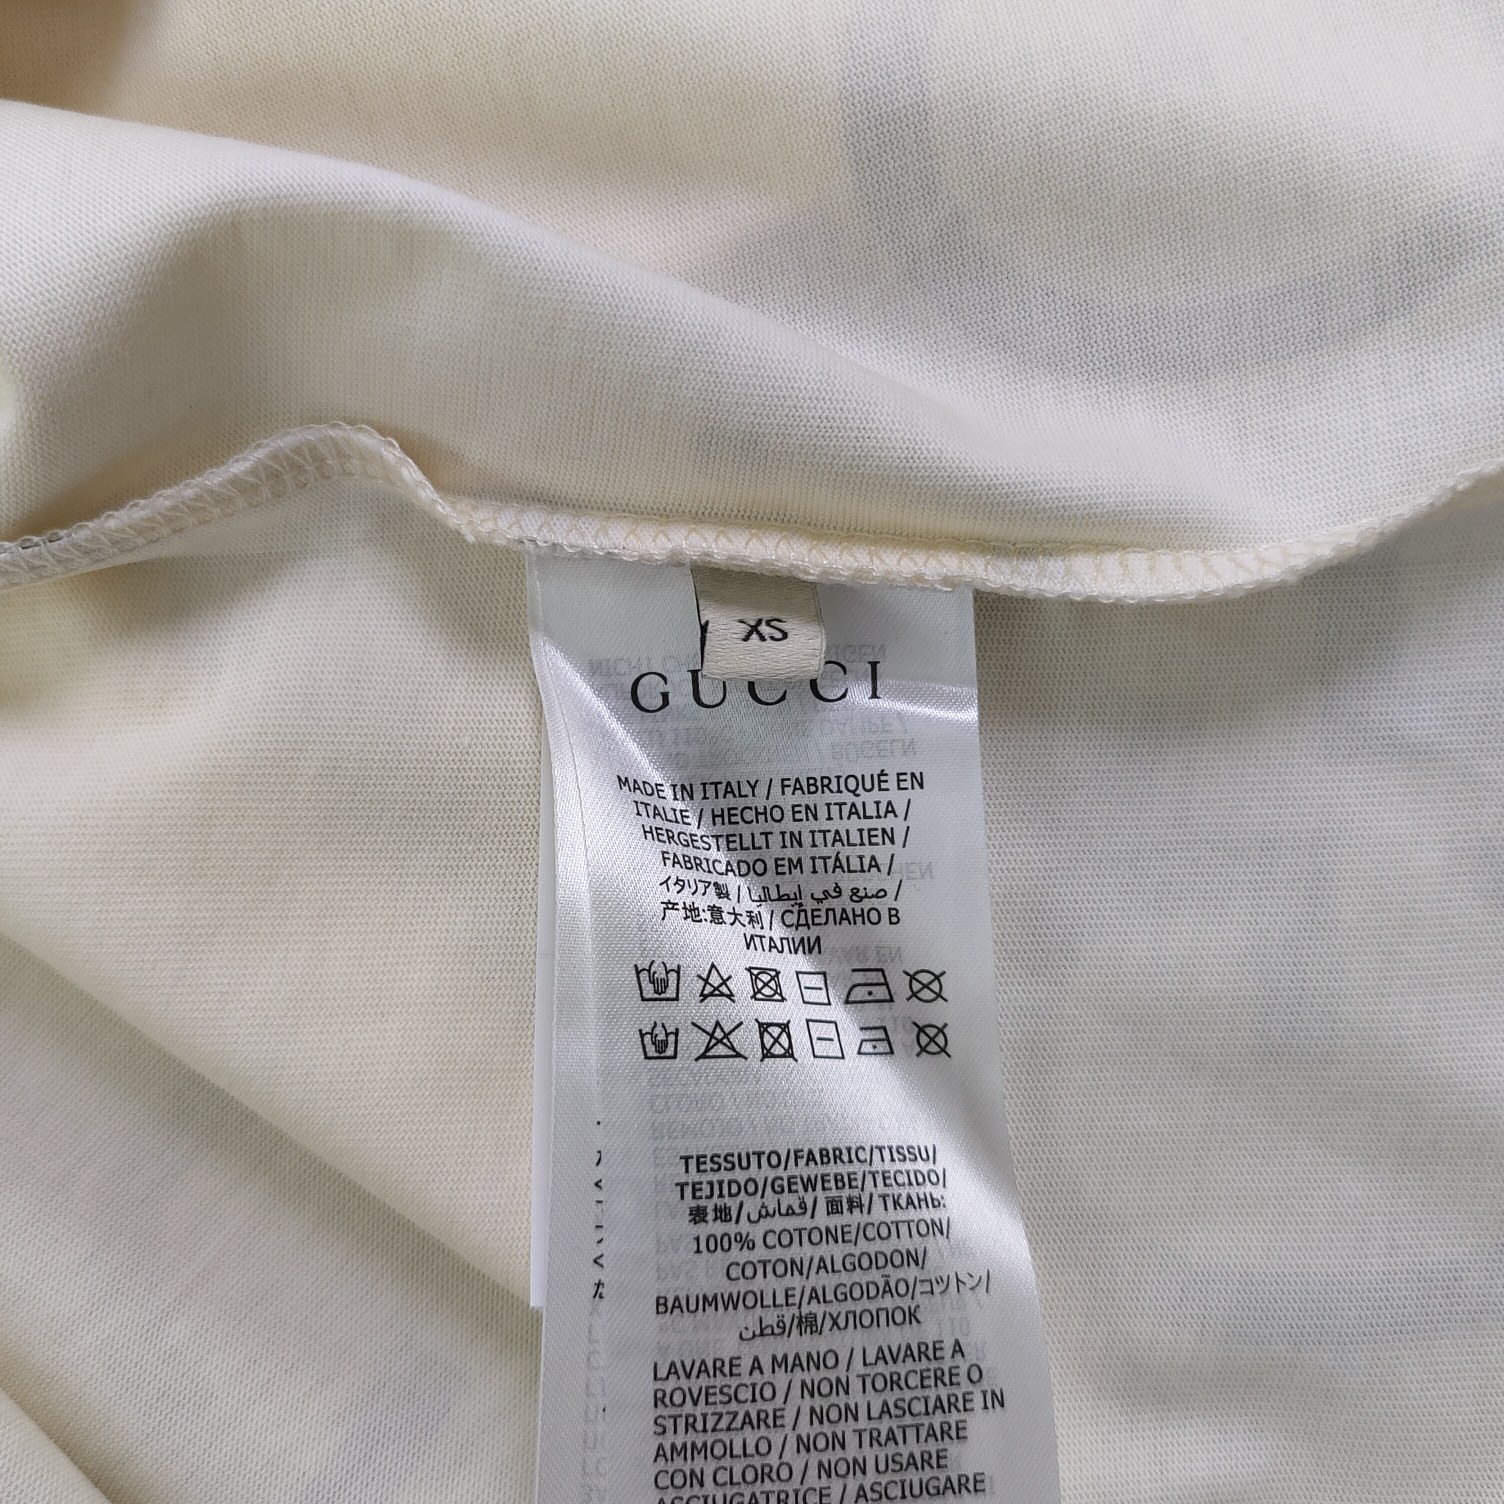 XS
GUCCI
MADE IN ITALY / FABRIQUÉ EN
ITALIE / HECHO EN ITALIA /
HERGESTELLT IN ITALIEN /
FABRICADO EM ITÁLIA /
イタリア製 / صنع في إيطاليا /
产地:意大利 / СДЕЛАНО В
ИТАЛИИ
TESSUTO/FABRIC/TISSU/
TEJIDO/GEWEBE/TECIDO/
表地/قماش/ 面料/ТКАНЬ:
100% COTONE/COTTON/
COTON/ALGODON/
BAUMWOLLE/ALGODÃO/コットン/
قطن/棉/ХЛОПОК
LAVARE A MANO / LAVARE A
ROVESCIO / NON TORCERE O
STRIZZARE / NON LASCIARE IN
AMMOLLO / NON TRATTARE
CON CLORO / NON USARE
ASCIUGATRICE / ASCIUGARE